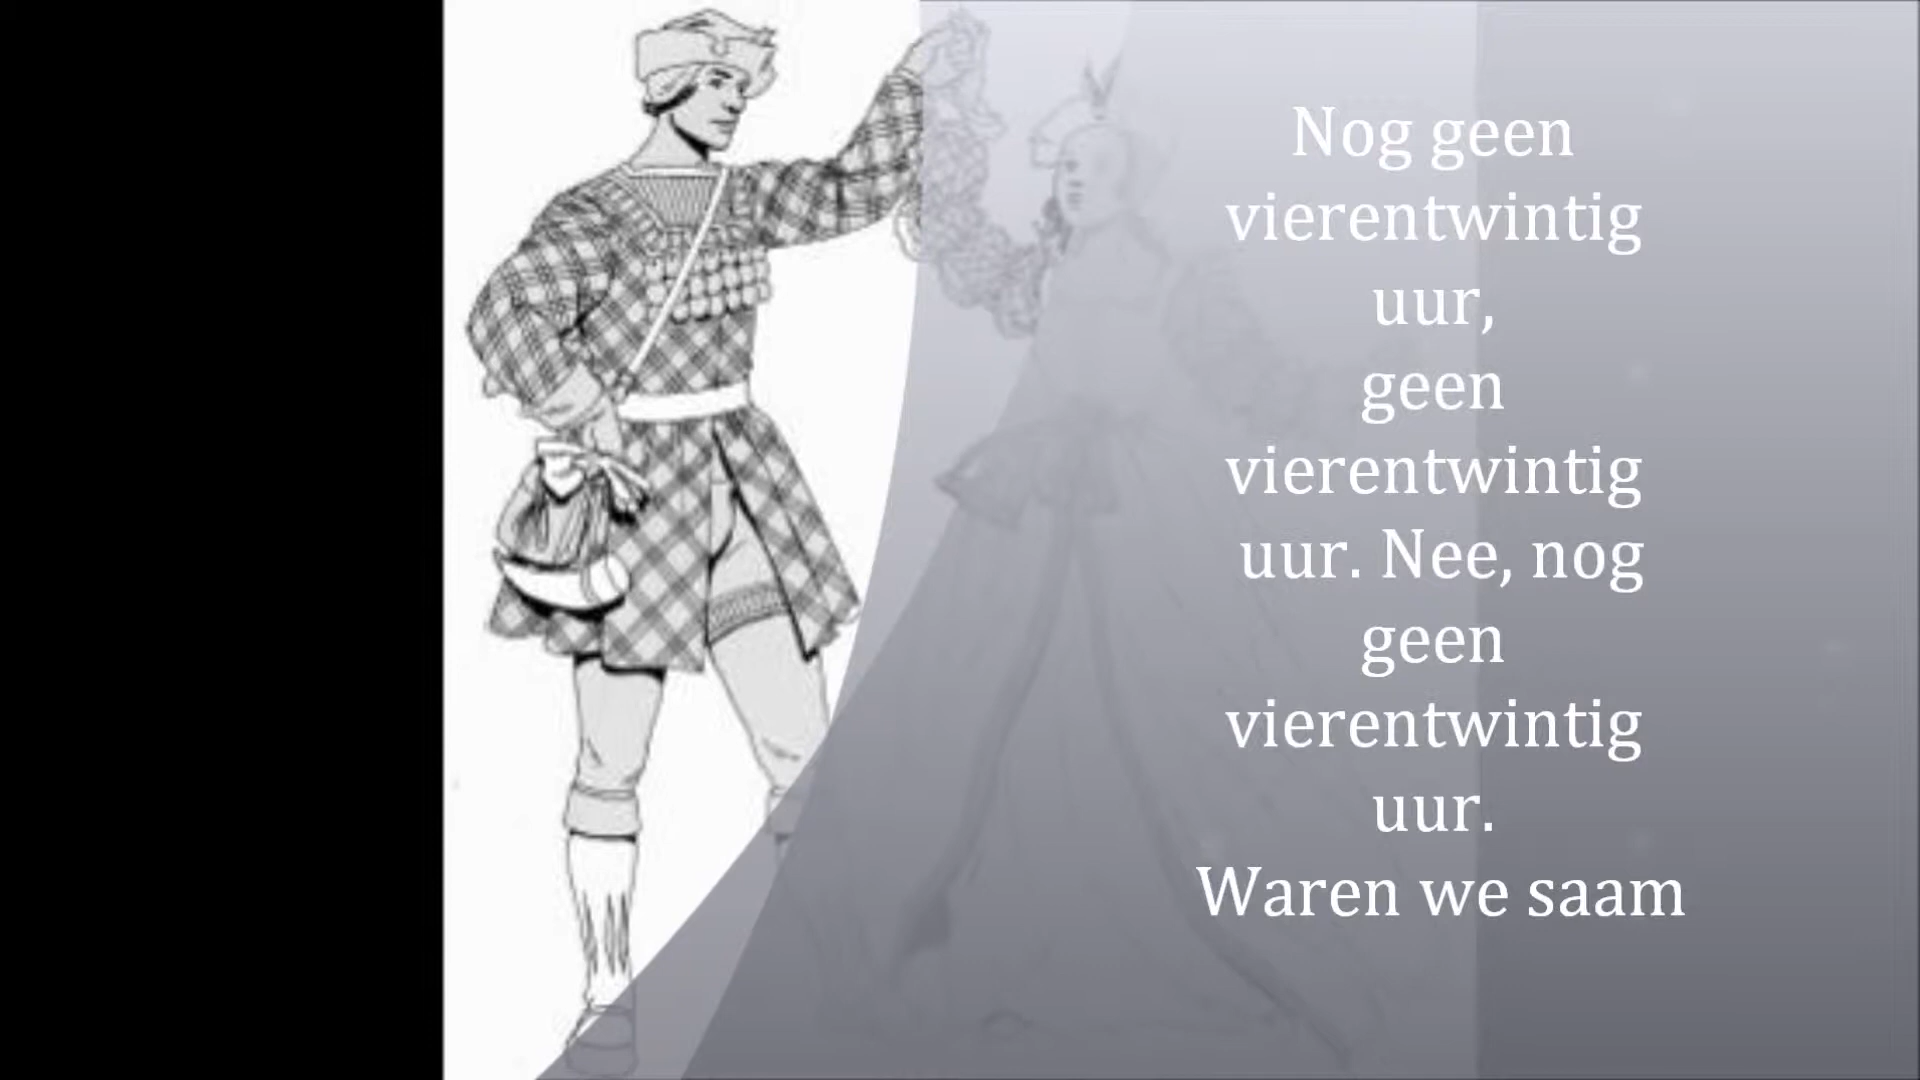 Nog geen
vierentwintig
uur,
geen
vierentwintig
uur. Nee, nog
geen
vierentwintig
uur.
Waren we saam